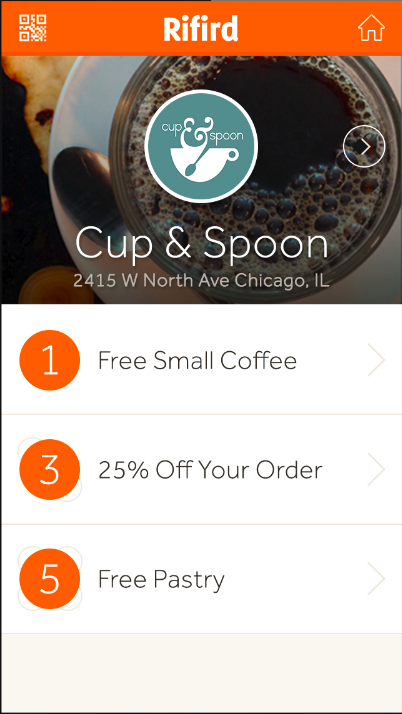 Rifird
cup & spoon
Cup & Spoon
2415 W North Ave Chicago, IL
1 Free Small Coffee
3 25% Off Your Order
5 Free Pastry